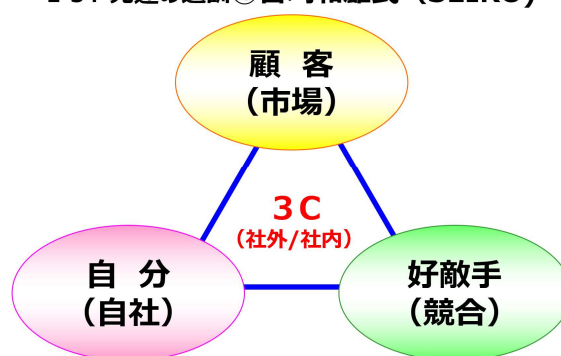 顧 客
(市場)
3C
(社外/社内)
自 分
(自社)
好敵手
(競合)